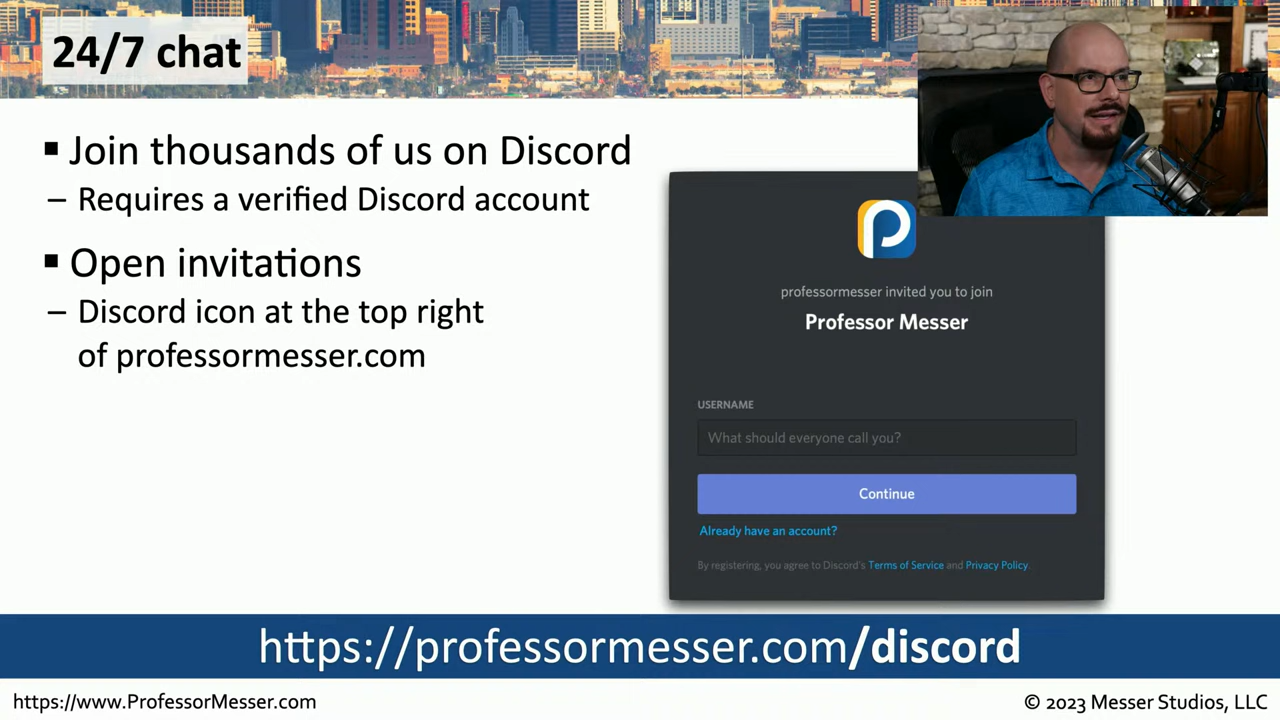 24/7 chat
▪ Join thousands of us on Discord
– Requires a verified Discord account
▪ Open invitations
– Discord icon at the top right
of professormesser.com
professormesser invited you to join
Professor Messer
USERNAME
What should everyone call you?
Continue
Already have an account?
By registering, you agree to Discord's Terms of Service and Privacy Policy.
https://professormesser.com/discord
https://www.ProfessorMesser.com
© 2023 Messer Studios, LLC